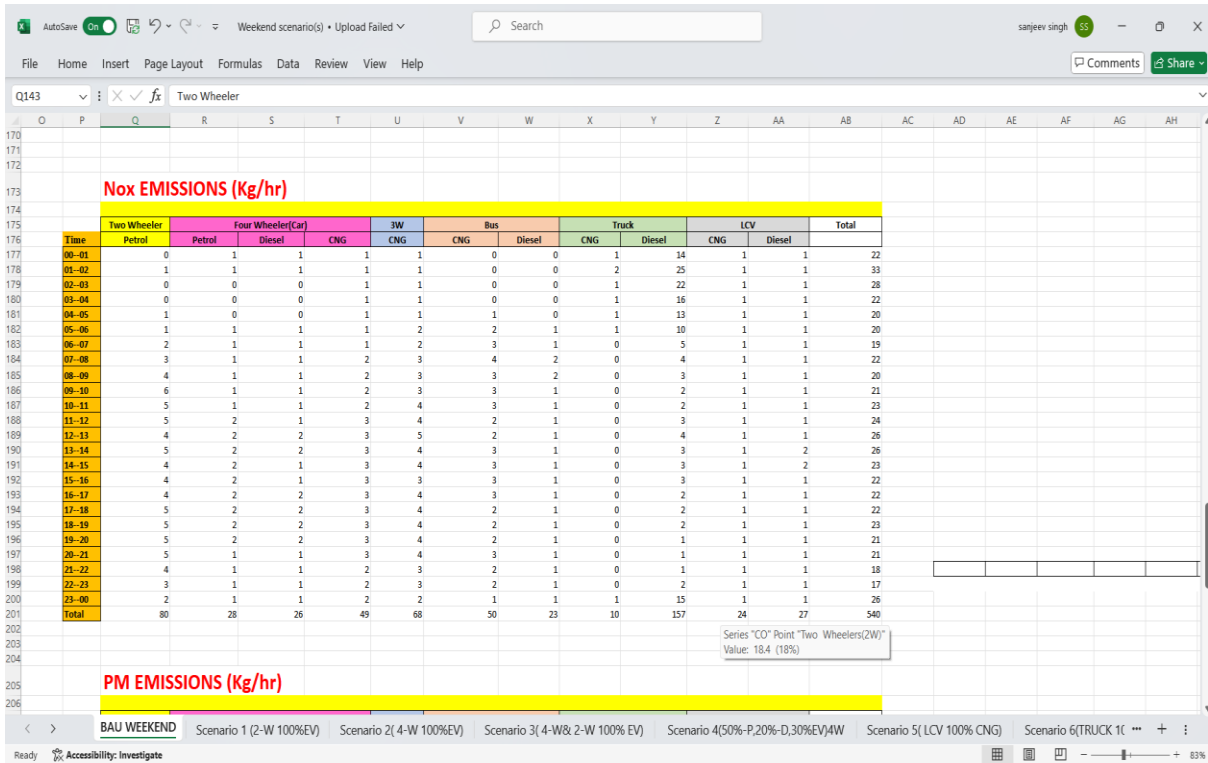 AutoSave On Weekend scenario(s) • Upload Failed Search sanjeev singh SS
File Home Insert Page Layout Formulas Data Review View Help Comments Share
Q143 fx Two Wheeler
O P Q R S T U V W X Y Z AA AB AC AD AE AF AG AH
170
171
172
173 Nox EMISSIONS (Kg/hr)
174
175 Two Wheeler Four Wheeler(Car) 3W Bus Truck LCV Total
176 Time Petrol Petrol Diesel CNG CNG CNG Diesel CNG Diesel CNG Diesel
177 00--01 0 1 1 1 1 0 0 1 14 1 1 22
178 01--02 1 1 1 1 1 0 0 2 25 1 1 33
179 02--03 0 0 0 1 1 0 0 1 22 1 1 28
180 03--04 0 0 0 1 1 0 0 1 16 1 1 22
181 04--05 1 0 0 1 1 1 0 1 13 1 1 20
182 05--06 1 1 1 1 2 2 1 1 10 1 1 20
183 06--07 2 1 1 1 2 3 1 0 5 1 1 19
184 07--08 3 1 1 2 3 4 2 0 4 1 1 22
185 08--09 4 1 1 2 3 3 2 0 3 1 1 20
186 09--10 6 1 1 2 3 3 1 0 2 1 1 21
187 10--11 5 1 1 2 4 3 1 0 2 1 1 23
188 11--12 5 2 1 3 4 2 1 0 3 1 1 24
189 12--13 4 2 2 3 5 2 1 0 4 1 1 26
190 13--14 5 2 2 3 4 3 1 0 3 1 2 26
191 14--15 4 2 1 3 4 3 1 0 3 1 2 23
192 15--16 4 2 1 3 3 3 1 0 3 1 1 22
193 16--17 4 2 2 3 4 3 1 0 2 1 1 22
194 17--18 5 2 2 3 4 2 1 0 2 1 1 22
195 18--19 5 2 2 3 4 2 1 0 2 1 1 23
196 19--20 5 2 2 3 4 2 1 0 1 1 1 21
197 20--21 5 1 1 3 4 3 1 0 1 1 1 21
198 21--22 4 1 1 2 3 2 1 0 1 1 1 18
199 22--23 3 1 1 2 3 2 1 0 2 1 1 17
200 23--00 2 1 1 2 2 1 1 1 15 1 1 26
201 Total 80 28 26 49 68 50 23 10 157 24 27 540
202
203 Series "CO" Point "Two Wheelers(2W)"
Value: 18.4 (18%)
204
205 PM EMISSIONS (Kg/hr)
206
BAU WEEKEND Scenario 1 (2-W 100%EV) Scenario 2( 4-W 100%EV) Scenario 3(4-W& 2-W 100% EV) Scenario 4(50%-P,20%-D,30%EV)4W Scenario 5( LCV 100% CNG) Scenario 6(TRUCK 1( ...
Ready Accessibility: Investigate 83%